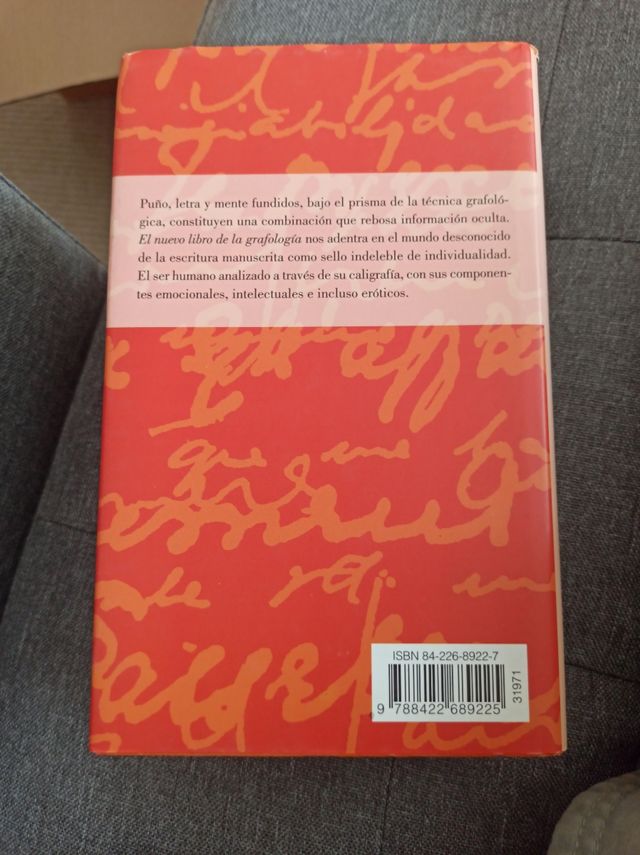 Puño, letra y mente fundidos, bajo el prisma de la técnica grafoló-
gica, constituyen una combinación que rebosa información oculta.
El nuevo libro de la grafología nos adentra en el mundo desconocido
de la escritura manuscrita como sello indeleble de individualidad.
El ser humano analizado a través de su caligrafía, con sus componen-
tes emocionales, intelectuales e incluso eróticos.
que me
ISBN 84-226-8922-7
9 788422 689225
31971